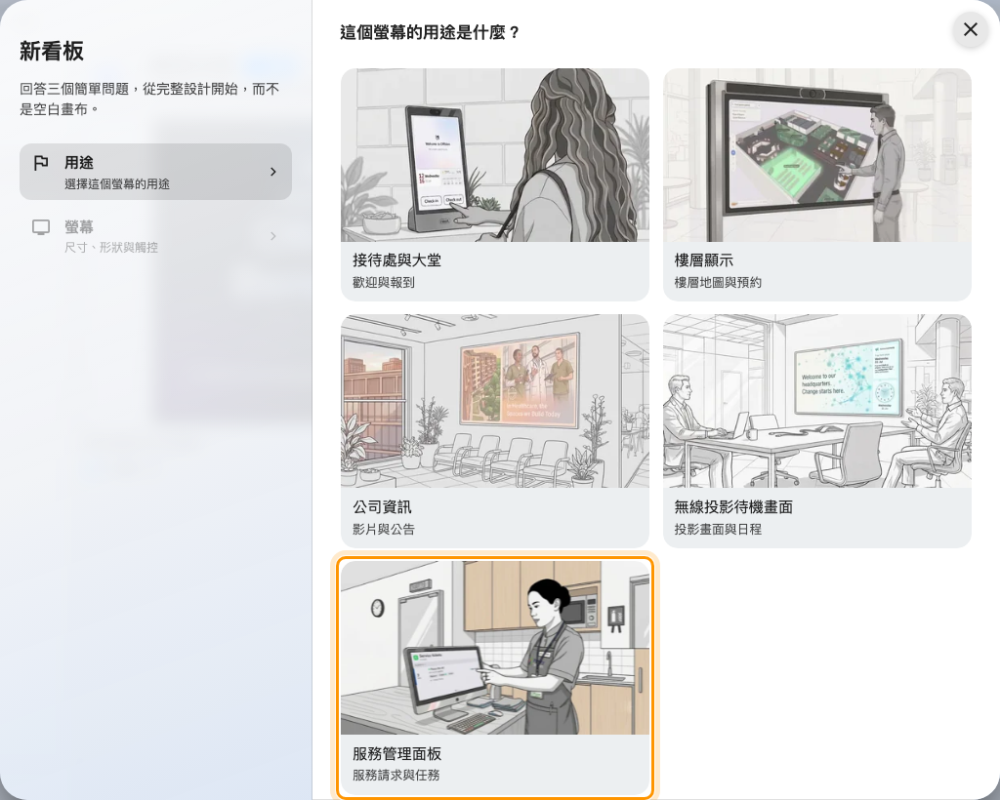 新看板
回答三個簡單問題，從完整設計開始，而不
是空白畫布。
用途
選擇這個螢幕的用途
螢幕
尺寸、形狀與觸控
這個螢幕的用途是什麼？
接待處與大堂
歡迎與報到
樓層顯示
樓層地圖與預約
Welcome to our
headquarters.
Change starts here.
公司資訊
影片與公告
無線投影待機畫面
投影畫面與日程
服務管理面板
服務請求與任務